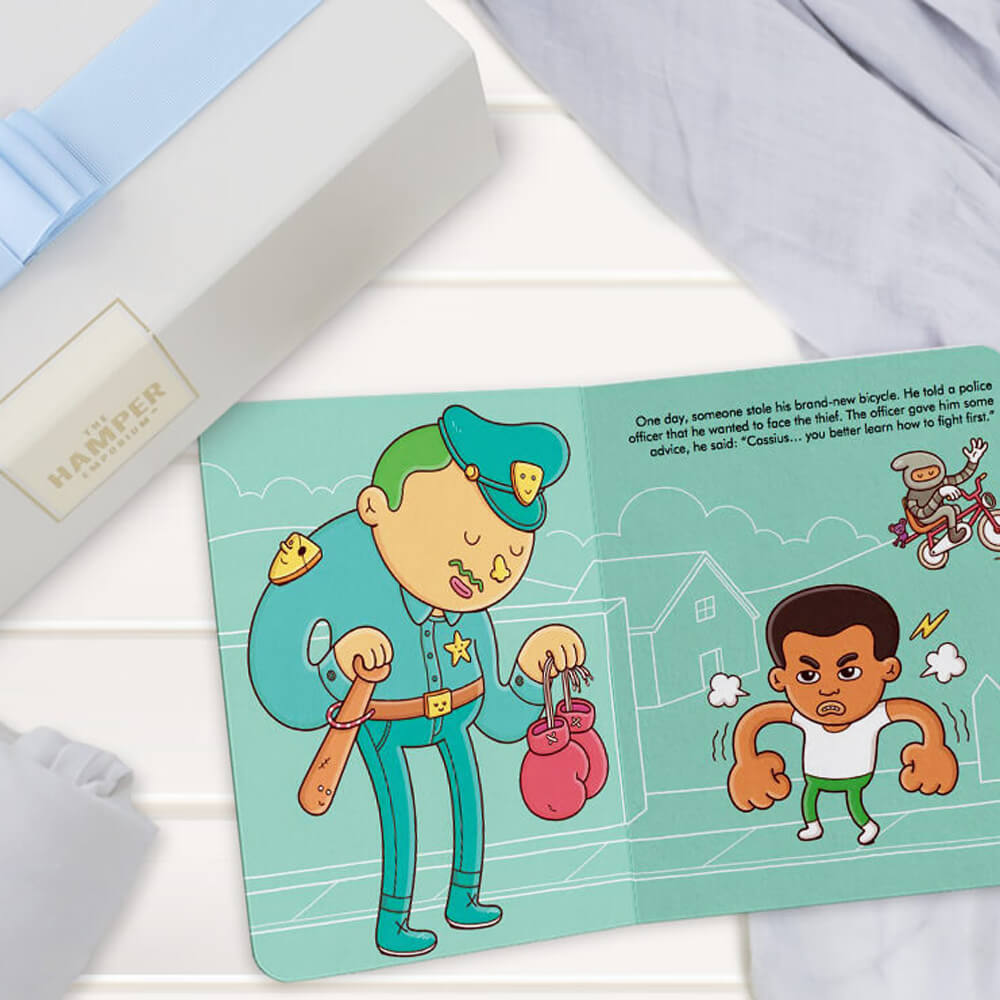 THE
HAMPER
EMPORIUM
One day, someone stole his brand-new bicycle. He told a police
officer that he wanted to face the thief. The officer gave him some
advice, he said: “Cassius... you better learn how to fight first.”